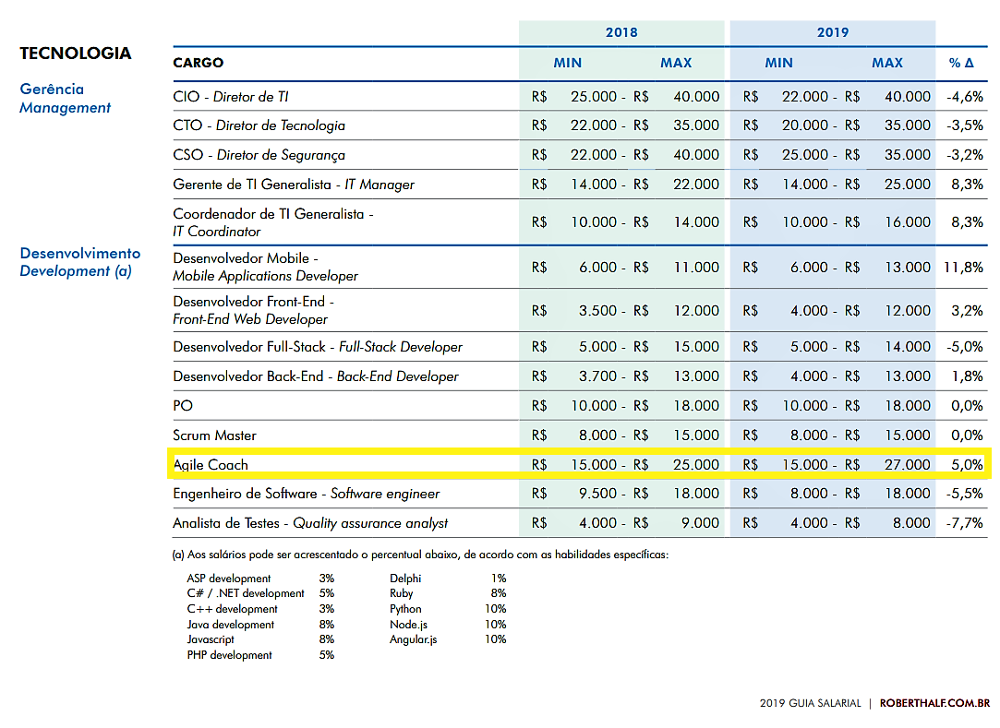 2018 2019
TECNOLOGIA
CARGO MIN MAX MIN MAX % Δ
Gerência
Management
CIO - Diretor de TI R$ 25.000 - R$ 40.000 R$ 22.000 - R$ 40.000 -4,6%
CTO - Diretor de Tecnologia R$ 22.000 - R$ 35.000 R$ 20.000 - R$ 35.000 -3,5%
CSO - Diretor de Segurança R$ 22.000 - R$ 40.000 R$ 25.000 - R$ 35.000 -3,2%
Gerente de TI Generalista - IT Manager R$ 14.000 - R$ 22.000 R$ 14.000 - R$ 25.000 8,3%
Coordenador de TI Generalista -
IT Coordinator R$ 10.000 - R$ 14.000 R$ 10.000 - R$ 16.000 8,3%
Desenvolvimento
Development (a)
Desenvolvedor Mobile -
Mobile Applications Developer R$ 6.000 - R$ 11.000 R$ 6.000 - R$ 13.000 11,8%
Desenvolvedor Front-End -
Front-End Web Developer R$ 3.500 - R$ 12.000 R$ 4.000 - R$ 12.000 3,2%
Desenvolvedor Full-Stack - Full-Stack Developer R$ 5.000 - R$ 15.000 R$ 5.000 - R$ 14.000 -5,0%
Desenvolvedor Back-End - Back-End Developer R$ 3.700 - R$ 13.000 R$ 4.000 - R$ 13.000 1,8%
PO R$ 10.000 - R$ 18.000 R$ 10.000 - R$ 18.000 0,0%
Scrum Master R$ 8.000 - R$ 15.000 R$ 8.000 - R$ 15.000 0,0%
Agile Coach R$ 15.000 - R$ 25.000 R$ 15.000 - R$ 27.000 5,0%
Engenheiro de Software - Software engineer R$ 9.500 - R$ 18.000 R$ 8.000 - R$ 18.000 -5,5%
Analista de Testes - Quality assurance analyst R$ 4.000 - R$ 9.000 R$ 4.000 - R$ 8.000 -7,7%
(a) Aos salários pode ser acrescentado o percentual abaixo, de acordo com as habilidades específicas:
ASP development 3% Delphi 1%
C# / .NET development 5% Ruby 8%
C++ development 3% Python 10%
Java development 8% Node.js 10%
Javascript 8% Angular.js 10%
PHP development 5%
2019 GUIA SALARIAL | ROBERTHALF.COM.BR